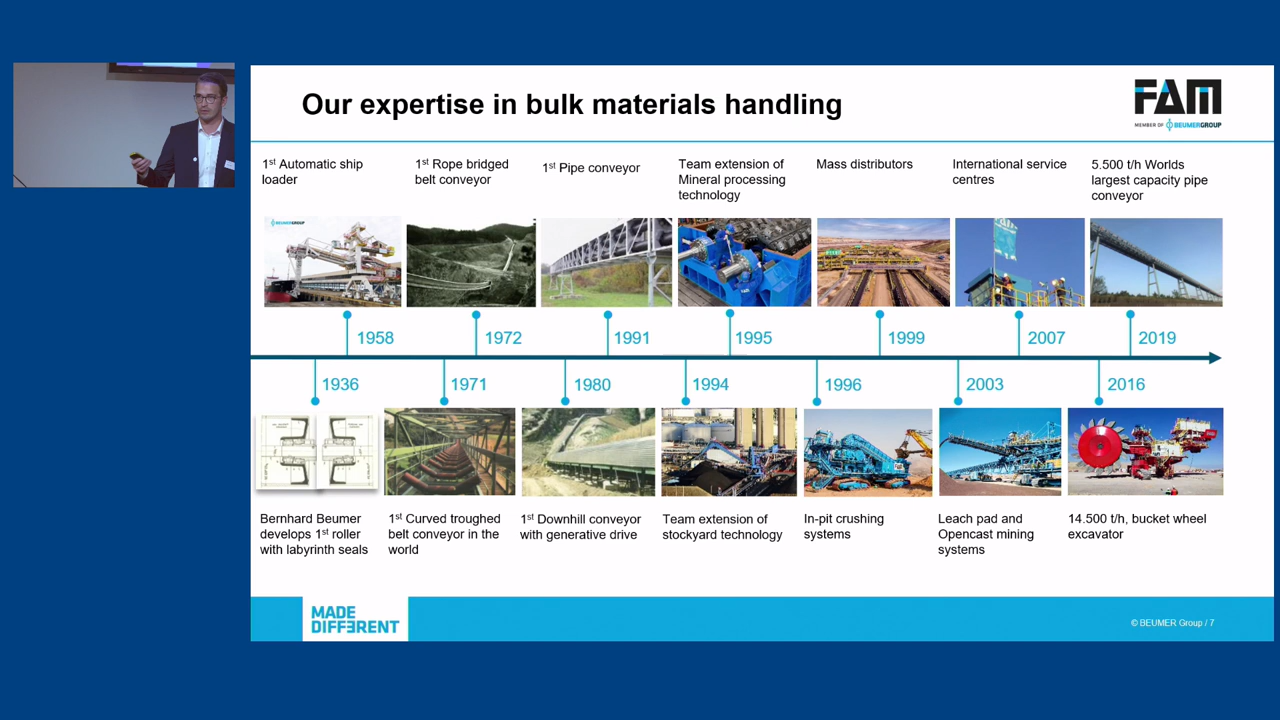 Our expertise in bulk materials handling
FAM
MEMBER OF BEUMERGROUP
1st Automatic ship
loader
1st Rope bridged
belt conveyor
1st Pipe conveyor
Team extension of
Mineral processing
technology
Mass distributors
International service
centres
5.500 t/h Worlds
largest capacity pipe
conveyor
BEUMERGROUP
1958
1972
1991
1995
1999
2007
2019
1936
1971
1980
1994
1996
2003
2016
Bernhard Beumer
develops 1st roller
with labyrinth seals
1st Curved troughed
belt conveyor in the
world
1st Downhill conveyor
with generative drive
Team extension of
stockyard technology
In-pit crushing
systems
Leach pad and
Opencast mining
systems
14.500 t/h, bucket wheel
excavator
MADE
DIFFERENT
© BEUMER Group / 7